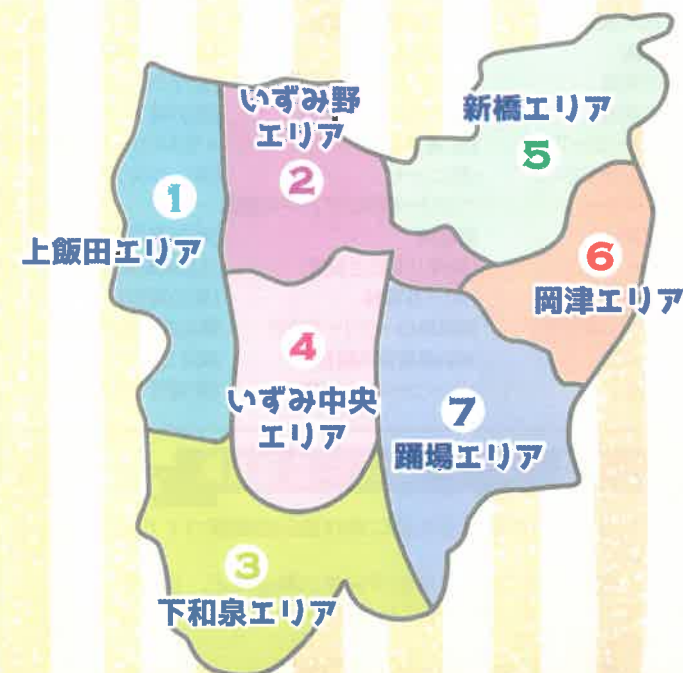 1
上飯田エリア
いずみ野
エリア
2
3
下和泉エリア
4
いずみ中央
エリア
新橋エリア
5
6
岡津エリア
7
踊場エリア